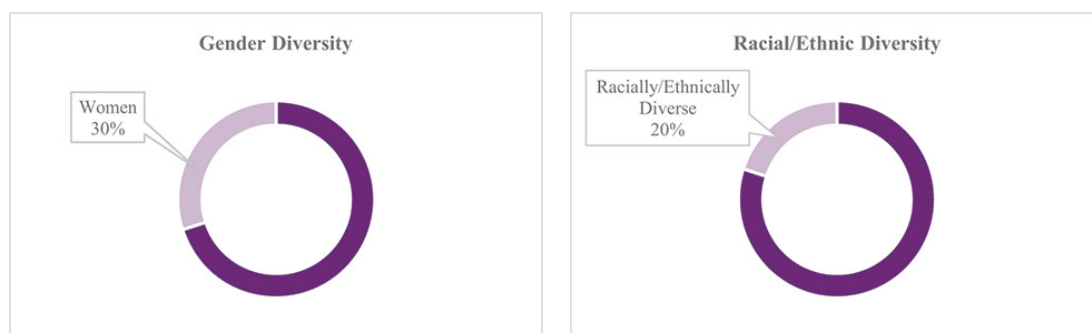 Gender Diversity
Women
30%
Racial/Ethnic Diversity
Racially/Ethnically
Diverse
20%